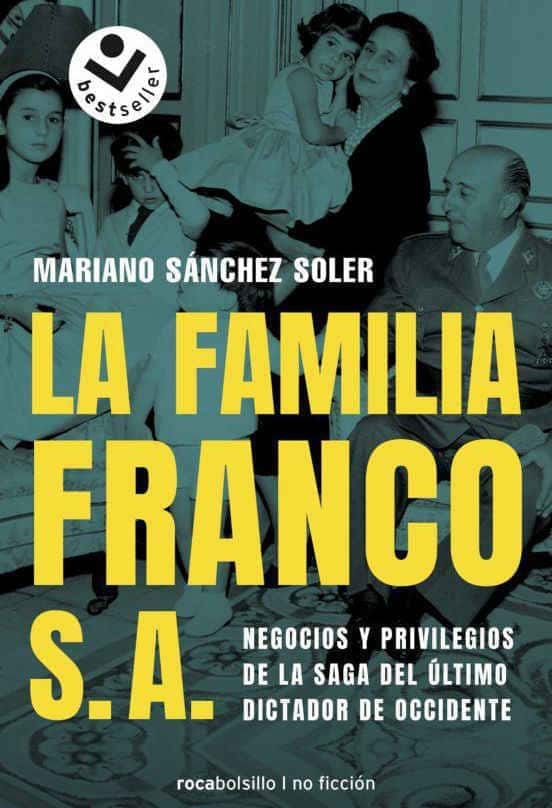 bestseller
MARIANO SÁNCHEZ SOLER
LA FAMILIA
FRANCO
S. A.
NEGOCIOS Y PRIVILEGIOS
DE LA SAGA DEL ÚLTIMO
DICTADOR DE OCCIDENTE
rocabolsillo | no ficción